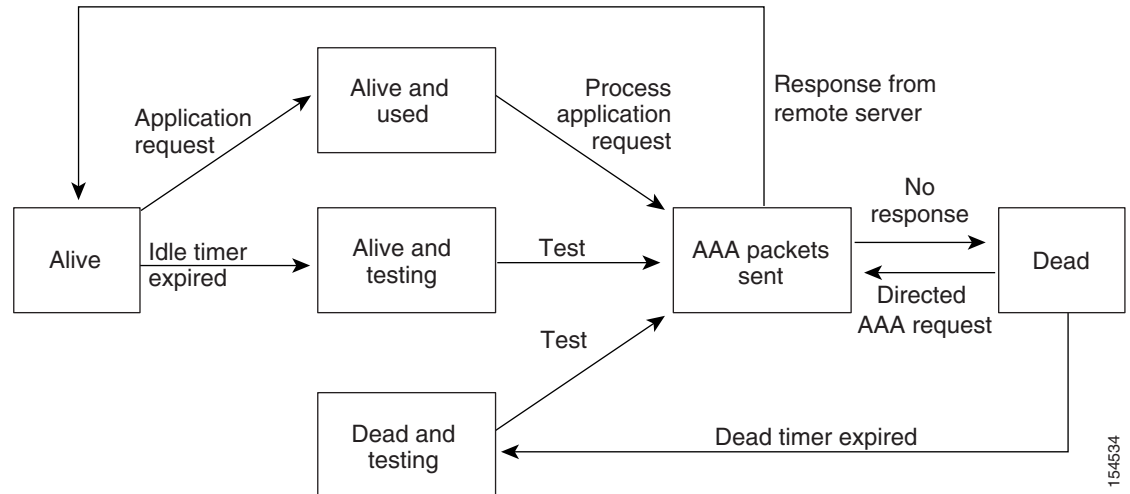 Alive and
used
Process
application
request
Response from
remote server
Application
request
No
response
Alive
Idle timer
expired
Alive and
testing
Test
AAA packets
sent
Dead
Directed
AAA request
Test
Dead and
testing
Dead timer expired
154534